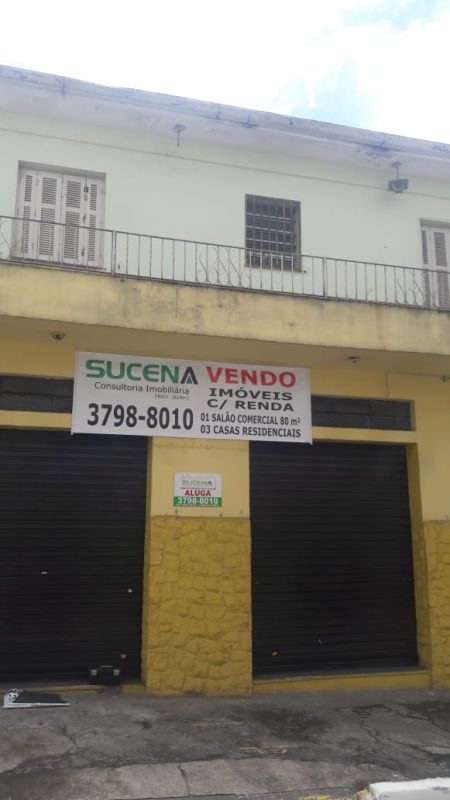 SUCENA VENDO
Consultoria Imobiliária
IMÓVEIS
C/ RENDA
3798-8010
01 SALÃO COMERCIAL 80 m²
03 CASAS RESIDENCIAIS
SUCENA
ALUGA
3798-8010